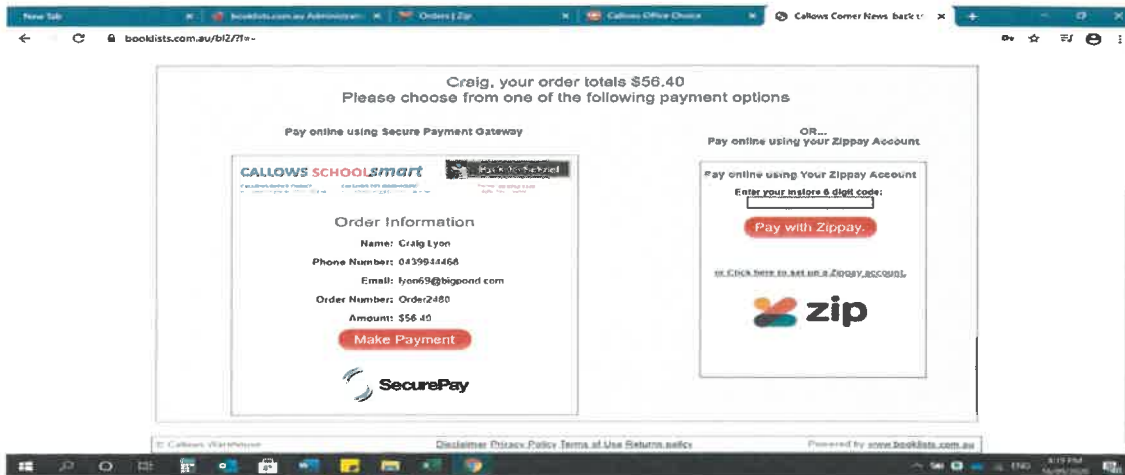 New Tab
booklists.com.au Administrat
Orders | Zip
Callows Office Choice
Callows Corner News back t
booklists.com.au/bl2/?f=-
Craig, your order totals $56.40
Please choose from one of the following payment options
Pay online using Secure Payment Gateway
CALLOWS SCHOOLsmart
Back to School
Order Information
Name: Craig Lyon
Phone Number: 0439944468
Email: lyon69@bigpond.com
Order Number: Order2480
Amount: $56.40
Make Payment
SecurePay
OR...
Pay online using your Zippay Account
Pay online using Your Zippay Account
Enter your instore 6 digit code:
Pay with Zippay.
or Click here to set up a Zippay account.
zip
© Callows Warehouse
Disclaimer Privacy Policy Terms of Use Returns policy
Powered by www.booklists.com.au
ENG
4:19 PM